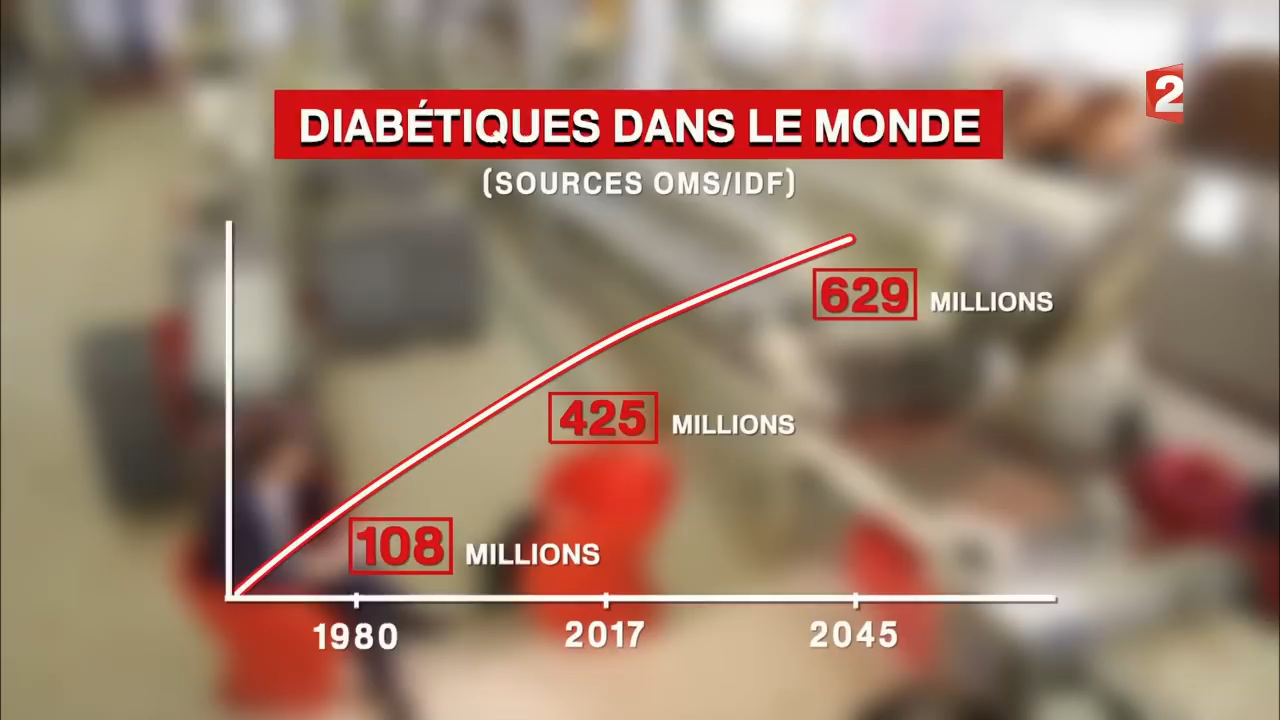 DIABÉTIQUES DANS LE MONDE
2
(SOURCES OMS/IDF)
629 MILLIONS
425 MILLIONS
108 MILLIONS
1980 2017 2045